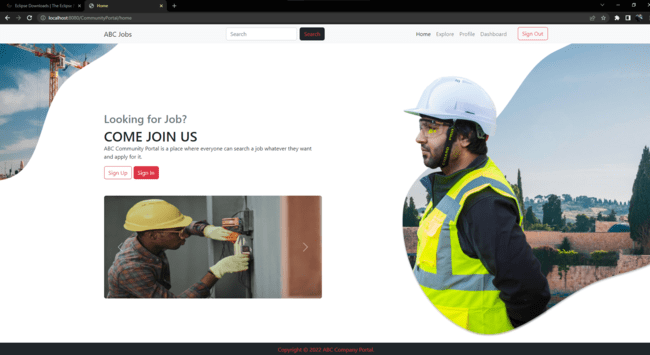 Eclipse Downloads | The Eclipse
Home
localhost:8080/CommunityPortal/home
ABC Jobs
Search
Search
Home
Explore
Profile
Dashboard
Sign Out
Looking for Job?
COME JOIN US
ABC Community Portal is a place where everyone can search a Job whatever they want
and apply for it.
Sign Up
Sign In
Copyright © 2022 ABC Company Portal.